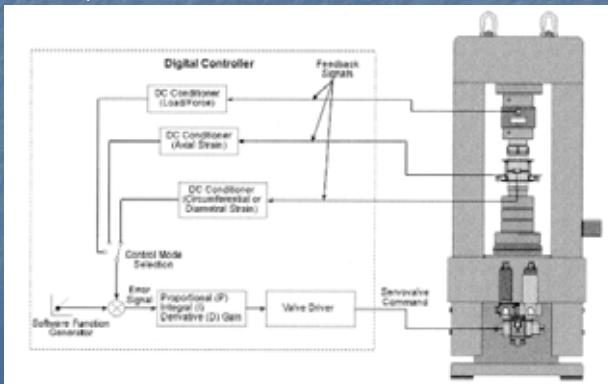 Digital Controller
Feedback
Signals
DC Conditioner
(Load/Force)
DC Conditioner
(Axial Strain)
DC Conditioner
(Circumferential or
Diametral Strain)
Control Mode
Selection
Error
Signal
Servovalve
Command
Proportional (P)
Integral (I)
Derivative (D) Gain
Valve Driver
Software Function
Generator